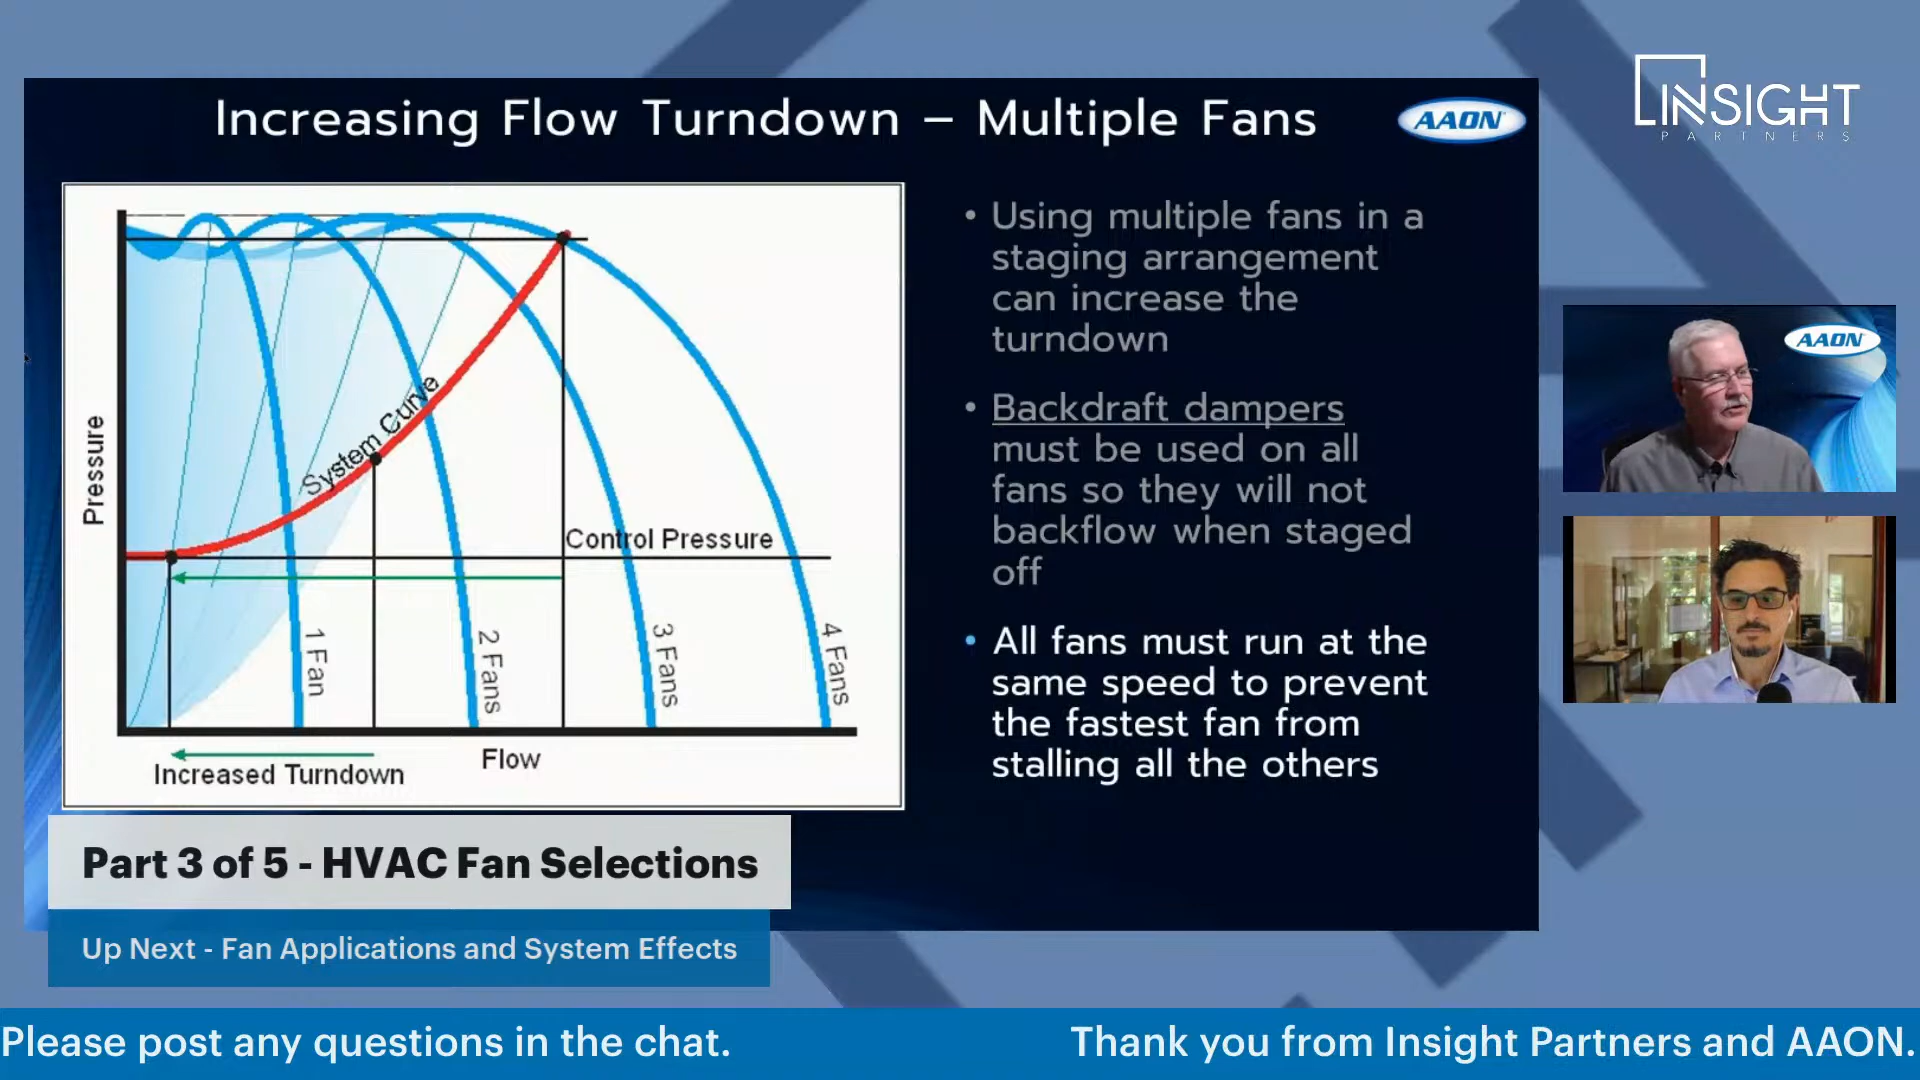 Increasing Flow Turndown – Multiple Fans
AAON
INSIGHT
PARTNERS
• Using multiple fans in a
staging arrangement
can increase the
turndown
• Backdraft dampers
must be used on all
fans so they will not
backflow when staged
off
• All fans must run at the
same speed to prevent
the fastest fan from
stalling all the others
Pressure
System Curve
Control Pressure
1 Fan
2 Fans
3 Fans
4 Fans
Flow
Increased Turndown
AAON
Part 3 of 5 - HVAC Fan Selections
Up Next - Fan Applications and System Effects
Please post any questions in the chat.
Thank you from Insight Partners and AAON.